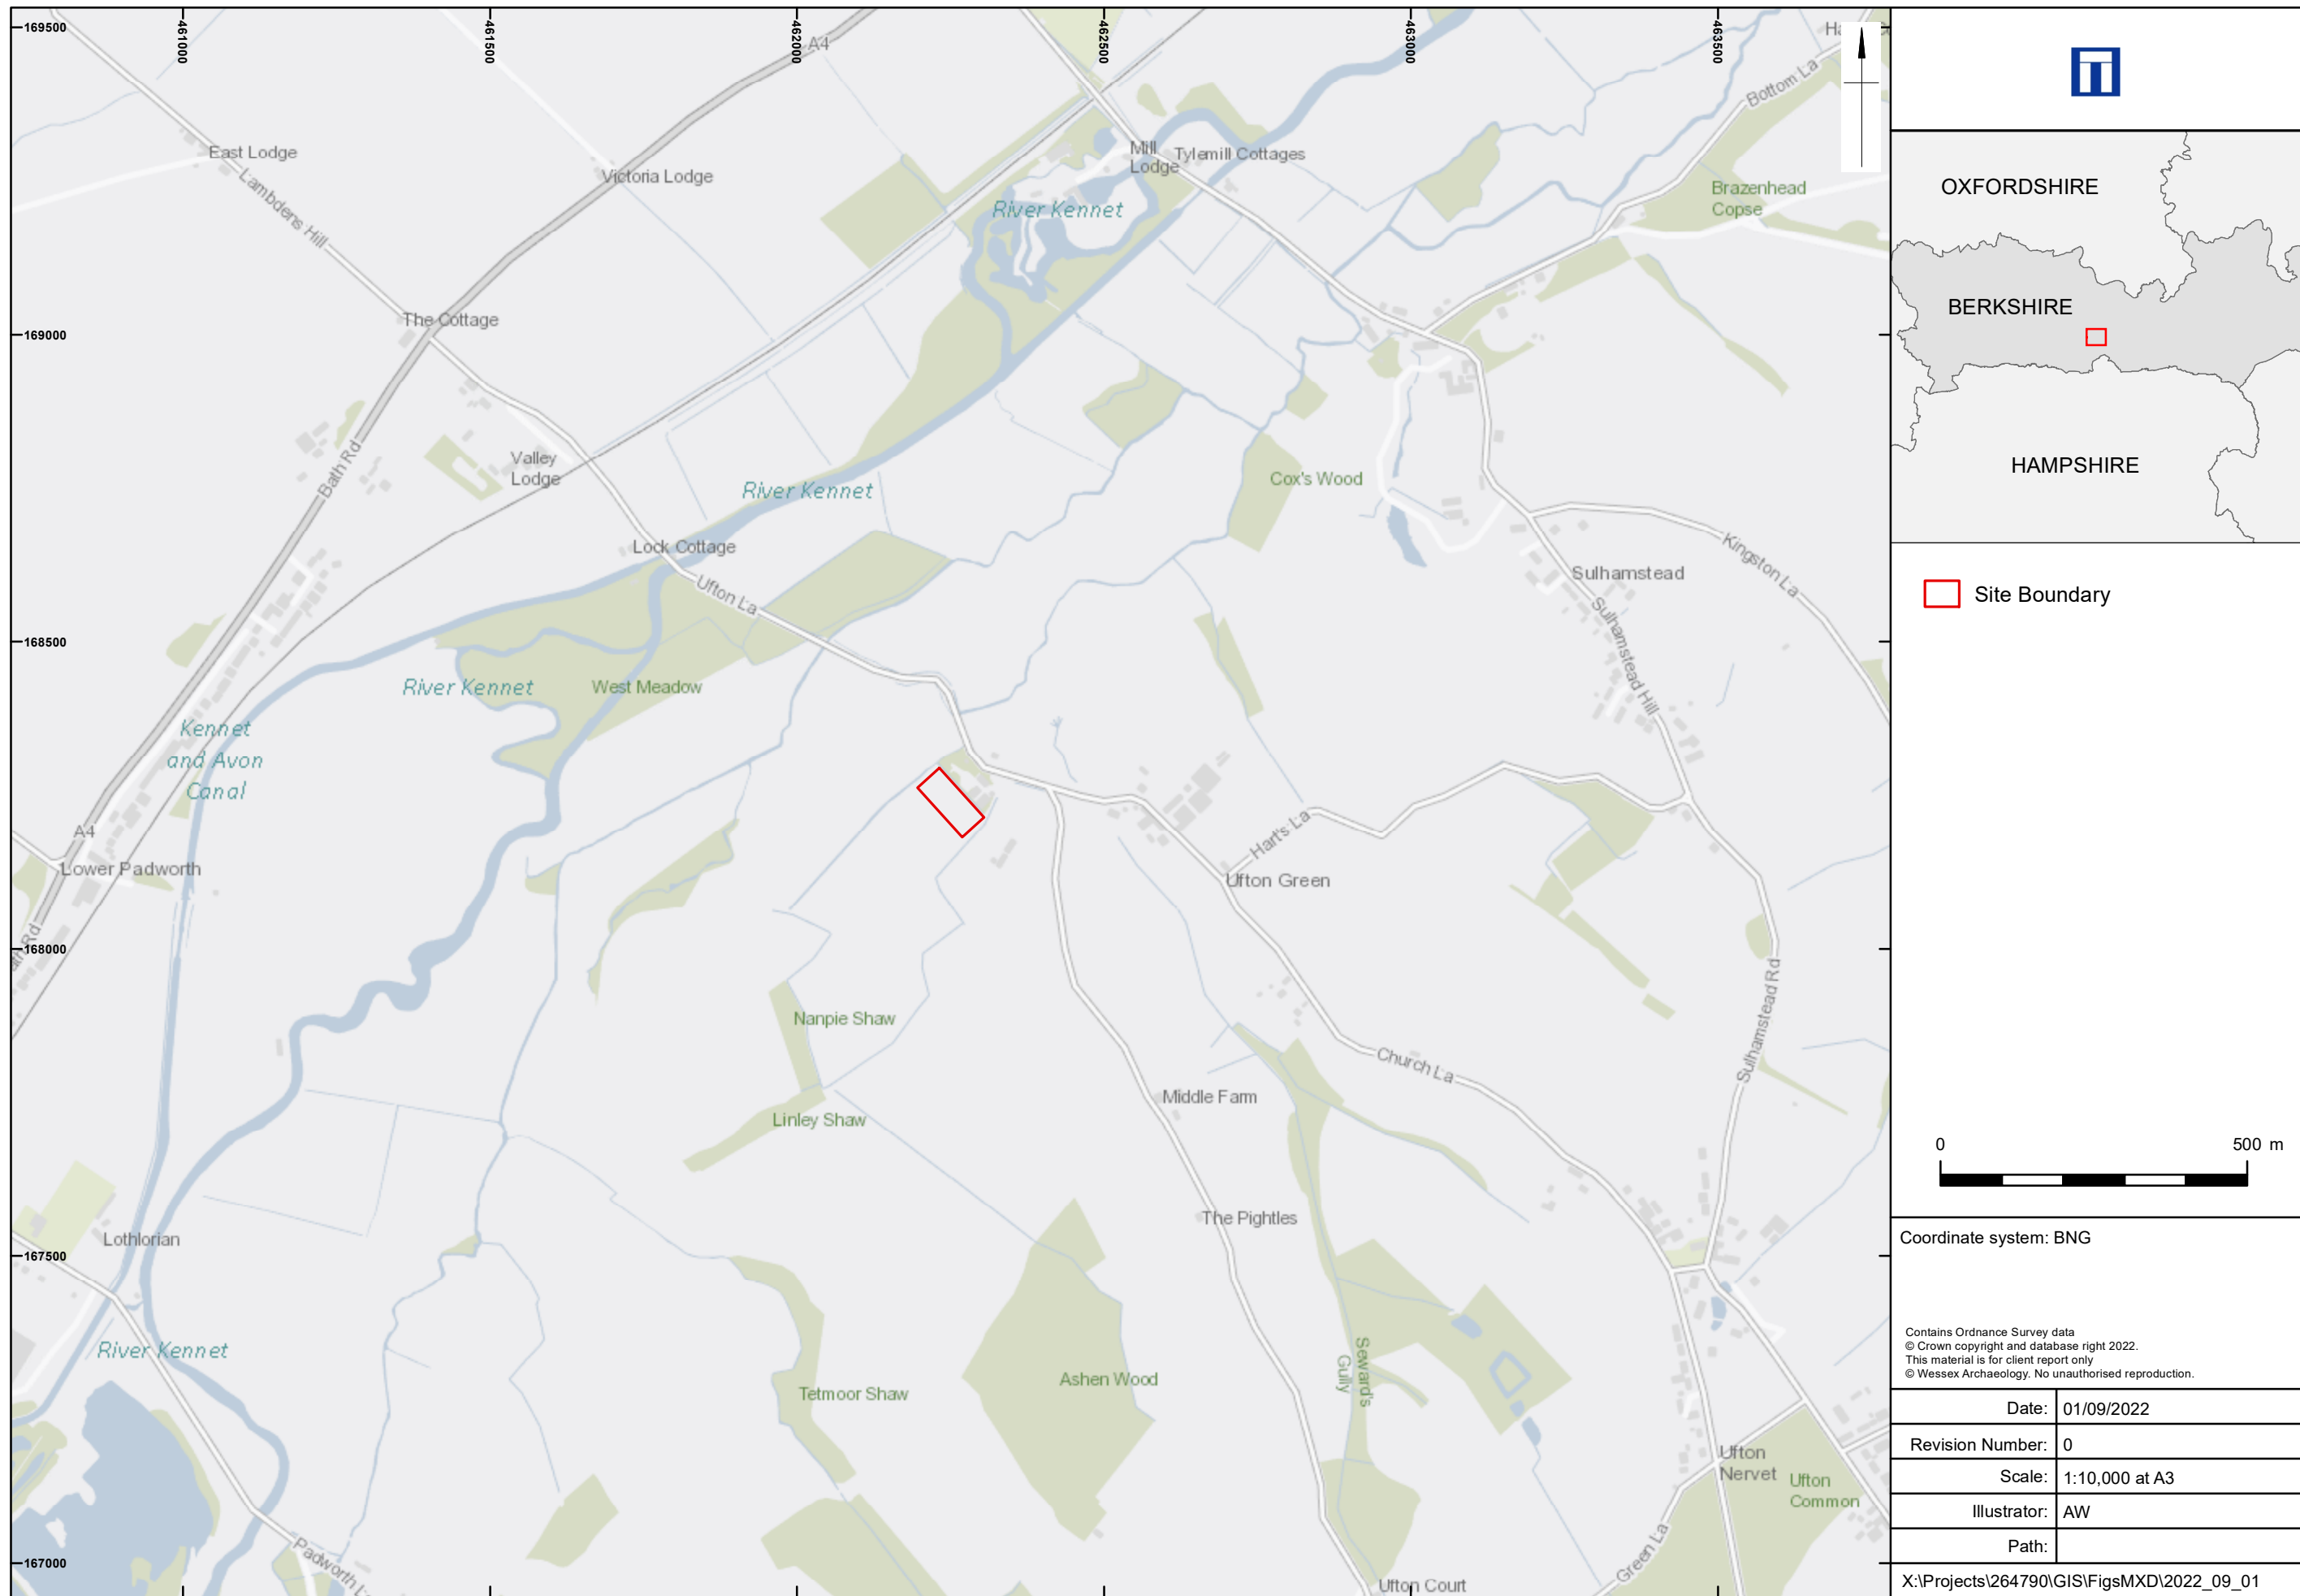 169500
461000
461500
462000
462500
463000
463500
A4
Bottom La
East Lodge
Lambdens Hill
Victoria Lodge
Mill
Lodge
Tylemill Cottages
River Kennet
Brazenhead
Copse
169000
The Cottage
Bath Rd
Valley
Lodge
River Kennet
Cox's Wood
Lock Cottage
Ufton La
Kingston La
Sulhamstead
Sulhamstead Hill
168500
River Kennet
West Meadow
Kennet
and Avon
Canal
A4
Lower Padworth
Hart's La
Ufton Green
168000
Sulhamstead Rd
Nanpie Shaw
Church La
Middle Farm
Linley Shaw
The Pightles
Lothlorian
167500
River Kennet
Seward's
Gully
Ashen Wood
Tetmoor Shaw
Ufton
Nervet
Ufton
Common
167000
Padworth L
Green La
Ufton Court
OXFORDSHIRE
BERKSHIRE
HAMPSHIRE
Site Boundary
0 500 m
Coordinate system: BNG
Contains Ordnance Survey data
© Crown copyright and database right 2022.
This material is for client report only
© Wessex Archaeology. No unauthorised reproduction.
Date: 01/09/2022
Revision Number: 0
Scale: 1:10,000 at A3
Illustrator: AW
Path:
X:\Projects\264790\GIS\FigsMXD\2022_09_01